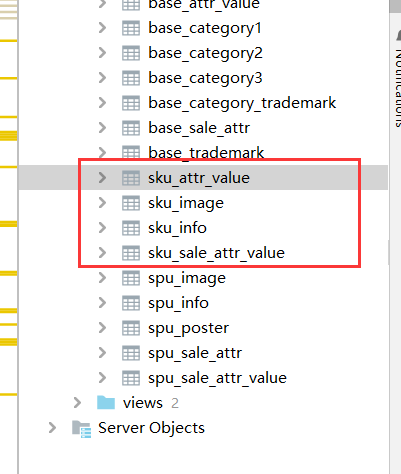 base_attr_value
base_category1
base_category2
base_category3
base_category_trademark
base_sale_attr
base_trademark
sku_attr_value
sku_image
sku_info
sku_sale_attr_value
spu_image
spu_info
spu_poster
spu_sale_attr
spu_sale_attr_value
views 2
Server Objects
Notifications